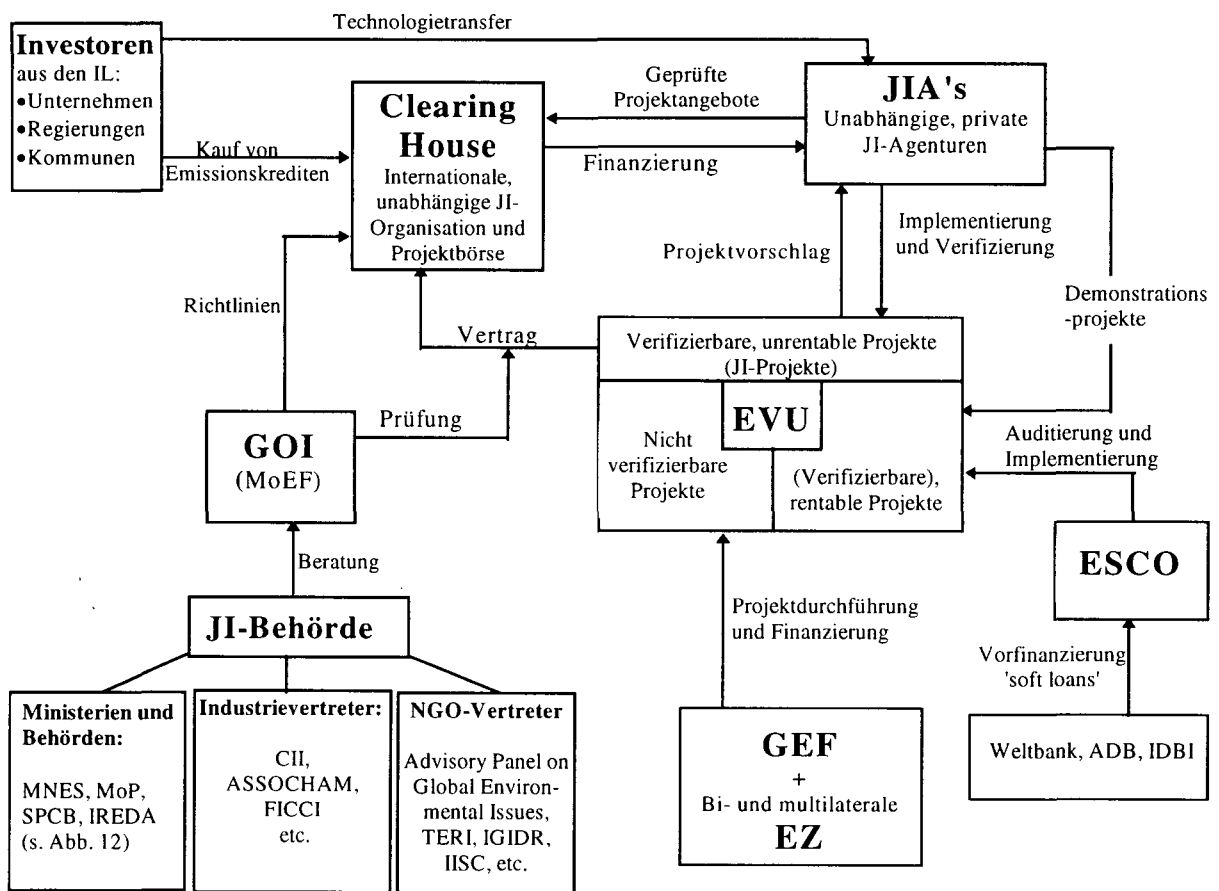 Technologietransfer
Investoren
aus den IL:
•Unternehmen
•Regierungen
•Kommunen
Kauf von
Emissionskrediten
Clearing
House
Internationale,
unabhängige JI-
Organisation und
Projektbörse
Geprüfte
Projektangebote
Finanzierung
JIA's
Unabhängige, private
JI-Agenturen
Projektvorschlag
Implementierung
und Verifizierung
Demonstrations
-projekte
Richtlinien
Vertrag
Prüfung
Verifizierbare, unrentable Projekte
(JI-Projekte)
EVU
Nicht
verifizierbare
Projekte
(Verifizierbare),
rentable Projekte
Auditierung und
Implementierung
GOI
(MoEF)
Beratung
ESCO
JI-Behörde
Projektdurchführung
und Finanzierung
Vorfinanzierung
'soft loans'
Ministerien und
Behörden:
MNES, MoP,
SPCB, IREDA
(s. Abb. 12)
Industrievertreter:
CII,
ASSOCHAM,
FICCI
etc.
NGO-Vertreter
Advisory Panel on
Global Environ-
mental Issues,
TERI, IGIDR,
IISC, etc.
GEF
+
Bi- und multilaterale
EZ
Weltbank, ADB, IDBI